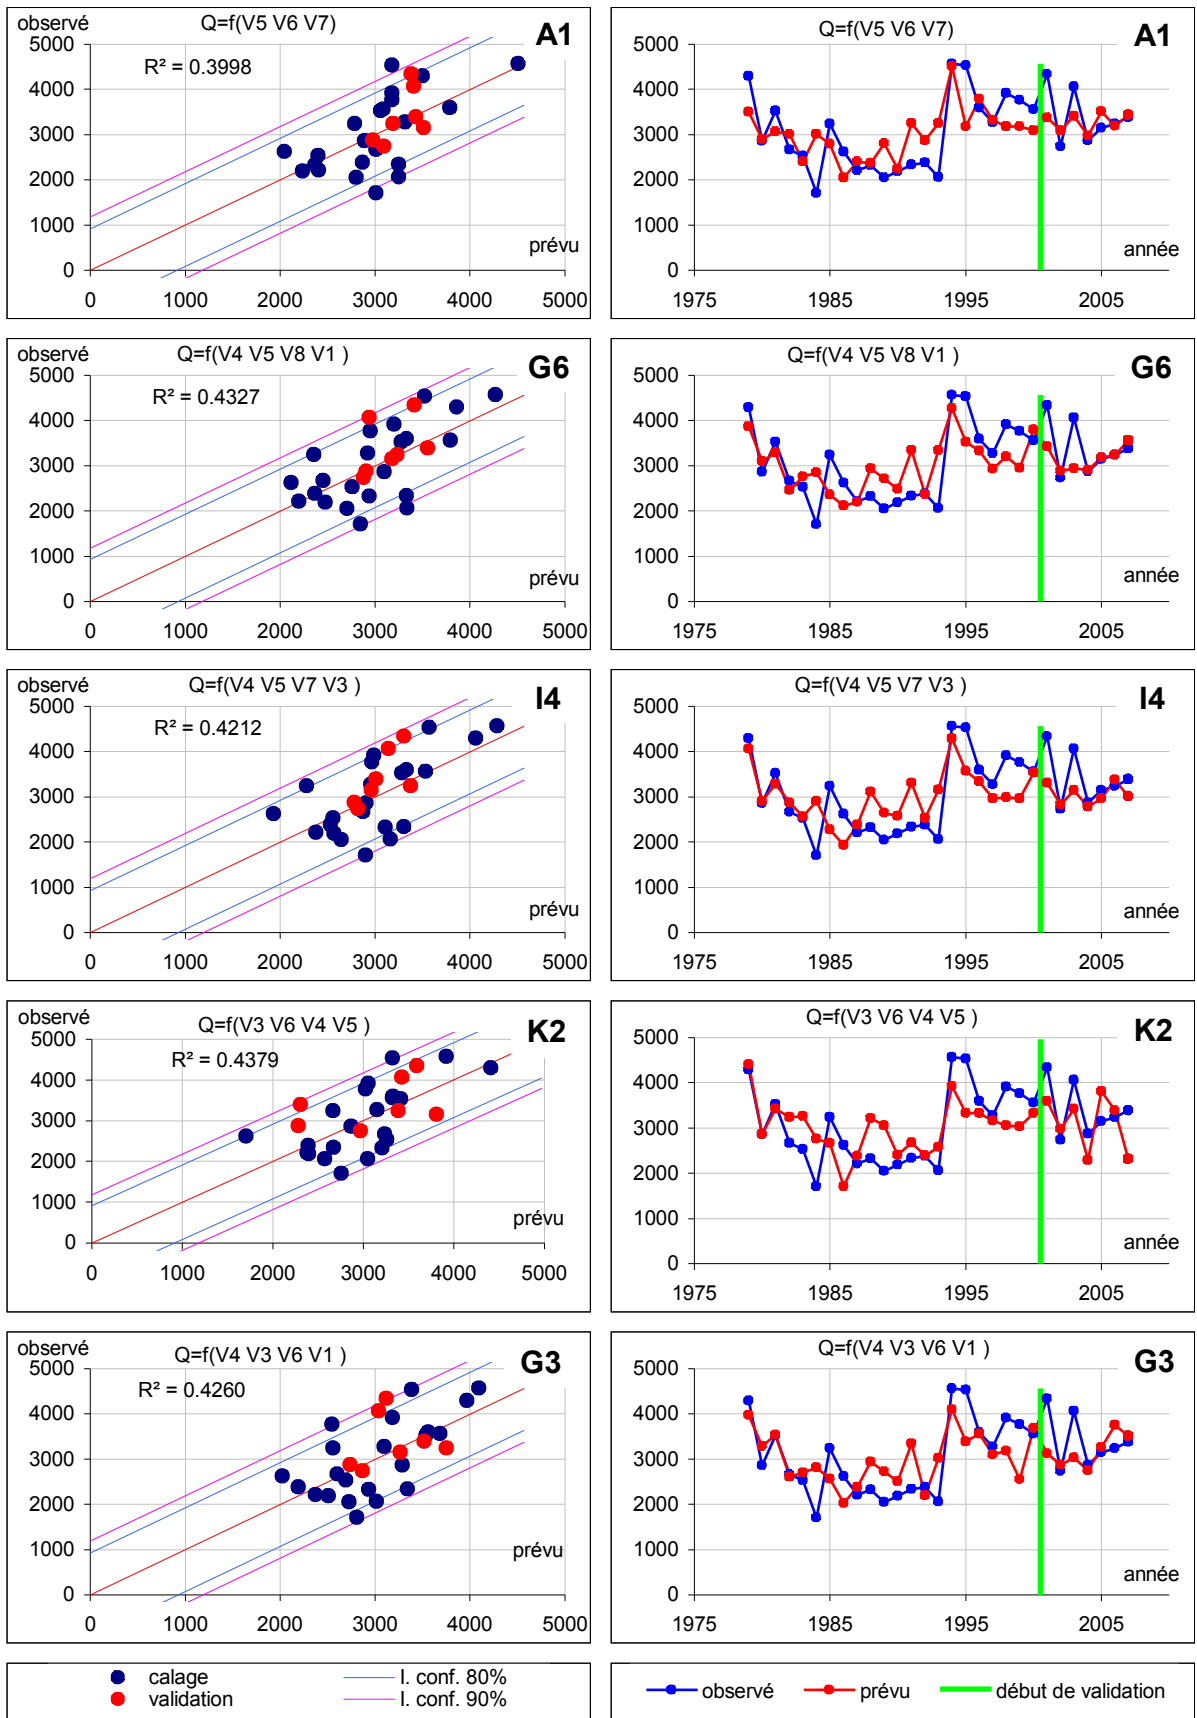 observé
Q=f(V5 V6 V7)
A1
R² = 0.3998
5000
4000
3000
2000
1000
0
prévu
0 1000 2000 3000 4000 5000
Q=f(V5 V6 V7)
A1
5000
4000
3000
2000
1000
0
année
1975 1985 1995 2005
observé
Q=f(V4 V5 V8 V1 )
G6
R² = 0.4327
5000
4000
3000
2000
1000
0
prévu
0 1000 2000 3000 4000 5000
Q=f(V4 V5 V8 V1 )
G6
5000
4000
3000
2000
1000
0
année
1975 1985 1995 2005
observé
Q=f(V4 V5 V7 V3 )
I4
R² = 0.4212
5000
4000
3000
2000
1000
0
prévu
0 1000 2000 3000 4000 5000
Q=f(V4 V5 V7 V3 )
I4
5000
4000
3000
2000
1000
0
année
1975 1985 1995 2005
observé
Q=f(V3 V6 V4 V5 )
K2
R² = 0.4379
5000
4000
3000
2000
1000
0
prévu
0 1000 2000 3000 4000 5000
Q=f(V3 V6 V4 V5 )
K2
5000
4000
3000
2000
1000
0
année
1975 1985 1995 2005
observé
Q=f(V4 V3 V6 V1 )
G3
R² = 0.4260
5000
4000
3000
2000
1000
0
prévu
0 1000 2000 3000 4000 5000
Q=f(V4 V3 V6 V1 )
G3
5000
4000
3000
2000
1000
0
année
1975 1985 1995 2005
calage
I. conf. 80%
validation
I. conf. 90%
observé
prévu
début de validation